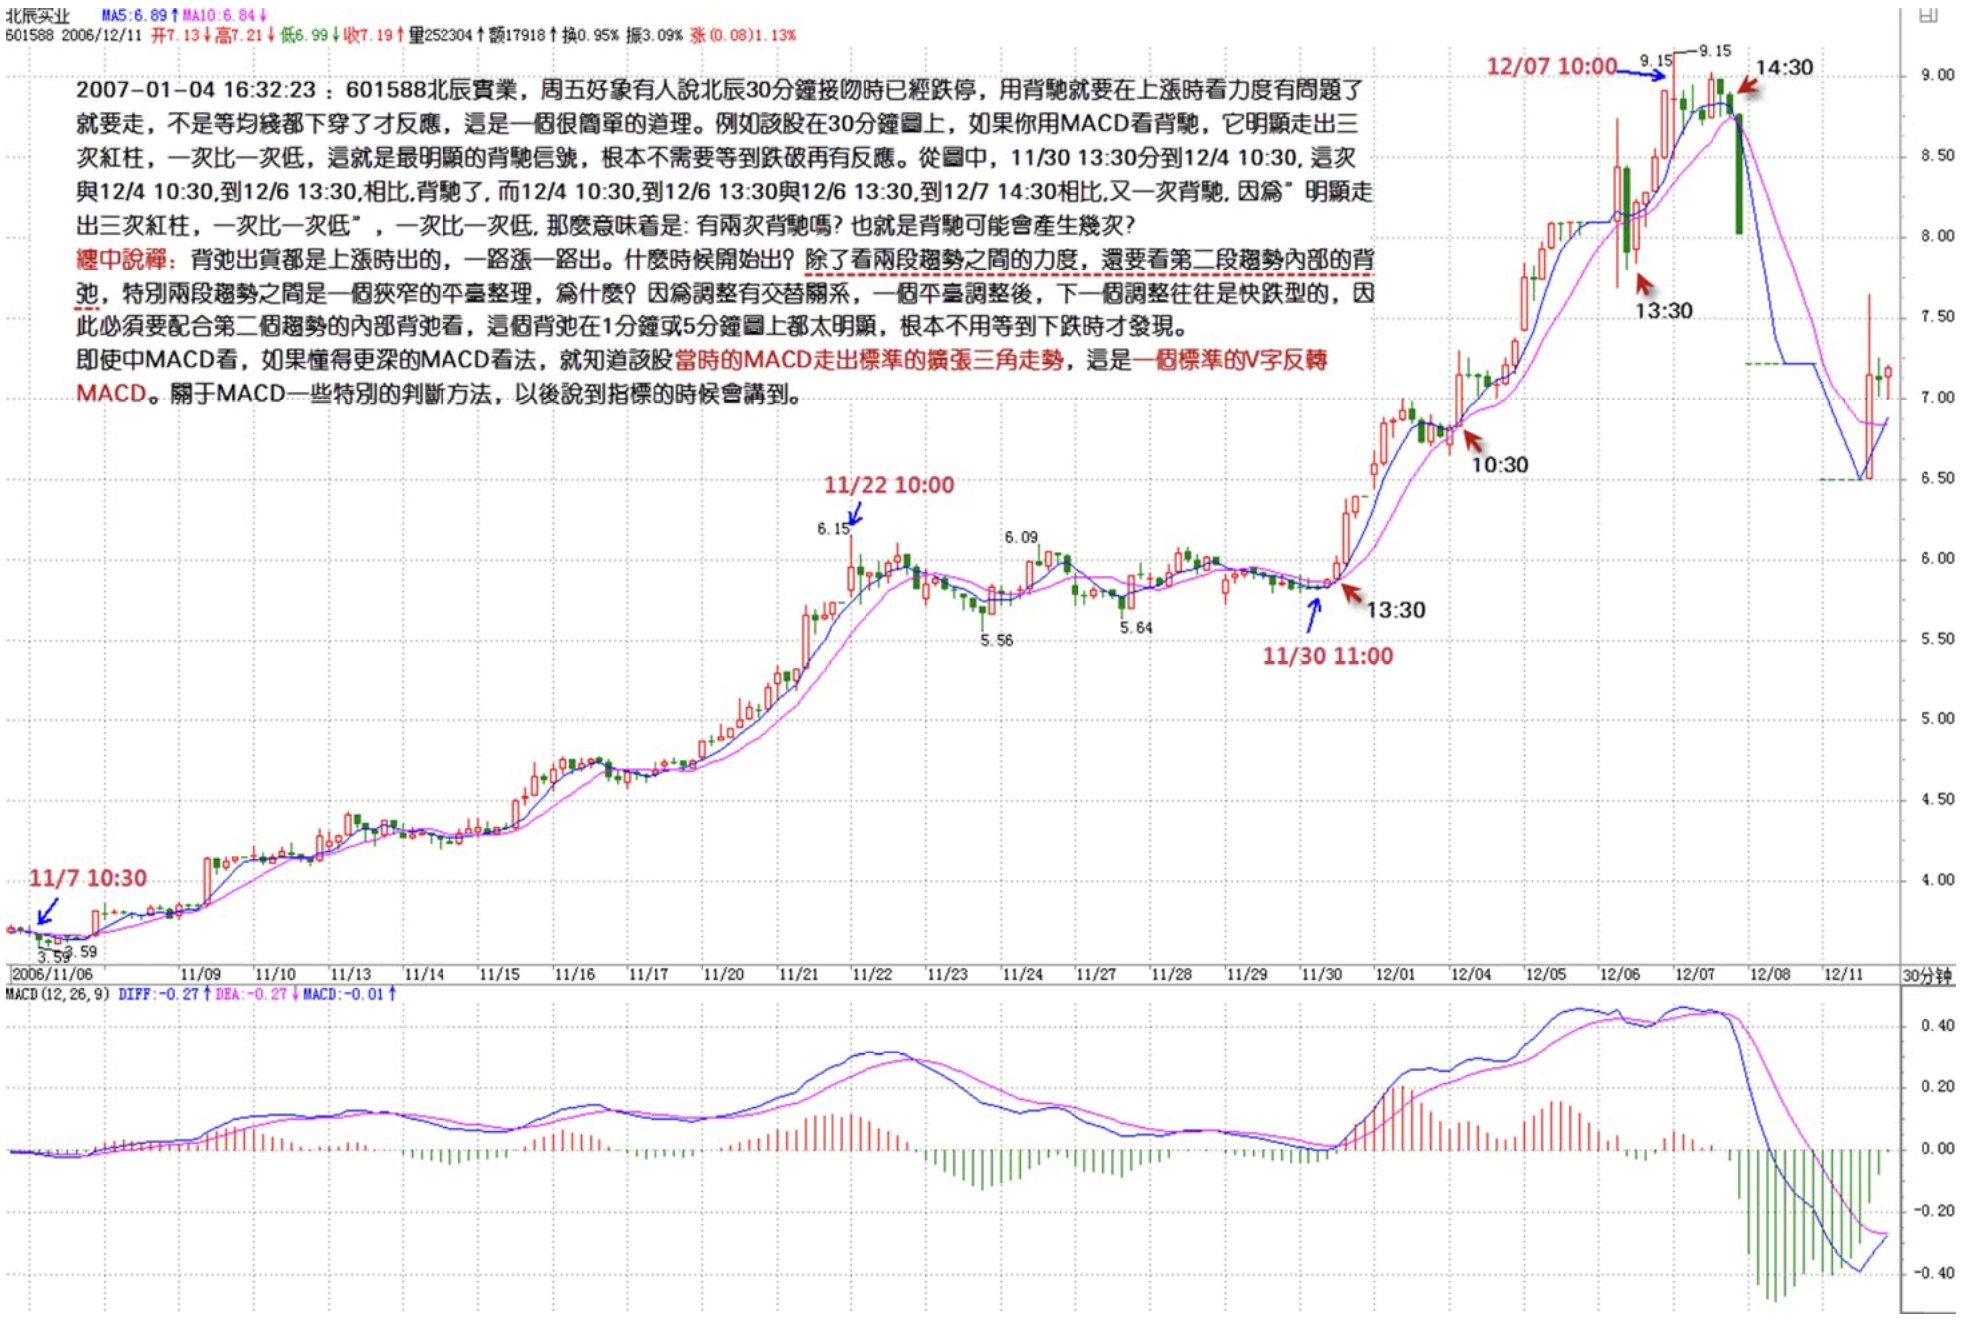 北辰实业 MA5:6.89↑MA10:6.84↓
601588 2006/12/11 开7.13↓高7.21↓低6.99↓收7.19↑量252304↑额17918↑换0.95% 振3.09% 涨(0.08)1.13%
2007-01-04 16:32:23 : 601588北辰實業，周五好象有人說北辰30分鐘接吻時已經跌停，用背馳就要在上漲時看力度有問題了
就要走，不是等均綫都下穿了才反應，這是一個很簡單的道理。例如該股在30分鐘圖上，如果你用MACD看背馳，它明顯走出三
次紅柱，一次比一次低，這就是最明顯的背馳信號，根本不需要等到跌破再有反應。從圖中，11/30 13:30分到12/4 10:30, 這次
與12/4 10:30,到12/6 13:30,相比,背馳了, 而12/4 10:30,到12/6 13:30與12/6 13:30,到12/7 14:30相比,又一次背馳, 因爲”明顯走
出三次紅柱，一次比一次低”，一次比一次低, 那麼意味着是: 有兩次背馳嗎? 也就是背馳可能會產生幾次?
纏中說禪：背弛出貨都是上漲時出的，一路漲一路出。什麼時候開始出？除了看兩段趨勢之間的力度，還要看第二段趨勢內部的背
弛，特別兩段趨勢之間是一個狹窄的平臺整理，爲什麼？因爲調整有交替關系，一個平臺調整後，下一個調整往往是快跌型的，因
此必須要配合第二個趨勢的內部背弛看，這個背弛在1分鐘或5分鐘圖上都太明顯，根本不用等到下跌時才發現。
即使中MACD看，如果懂得更深的MACD看法，就知道該股當時的MACD走出標準的擴張三角走勢，這是一個標準的V字反轉
MACD。關于MACD一些特別的判斷方法，以後說到指標的時候會講到。
12/07 10:00
9.15
9.15
14:30
13:30
10:30
11/22 10:00
6.15
6.09
5.56
5.64
13:30
11/30 11:00
11/7 10:30
3.59
3.59
9.00
8.50
8.00
7.50
7.00
6.50
6.00
5.50
5.00
4.50
4.00
2006/11/06 11/09 11/10 11/13 11/14 11/15 11/16 11/17 11/20 11/21 11/22 11/23 11/24 11/27 11/28 11/29 11/30 12/01 12/04 12/05 12/06 12/07 12/08 12/11 30分钟
MACD(12,26,9) DIFF:-0.27↑DEA:-0.27↓MACD:-0.01↑
0.40
0.20
0.00
-0.20
-0.40